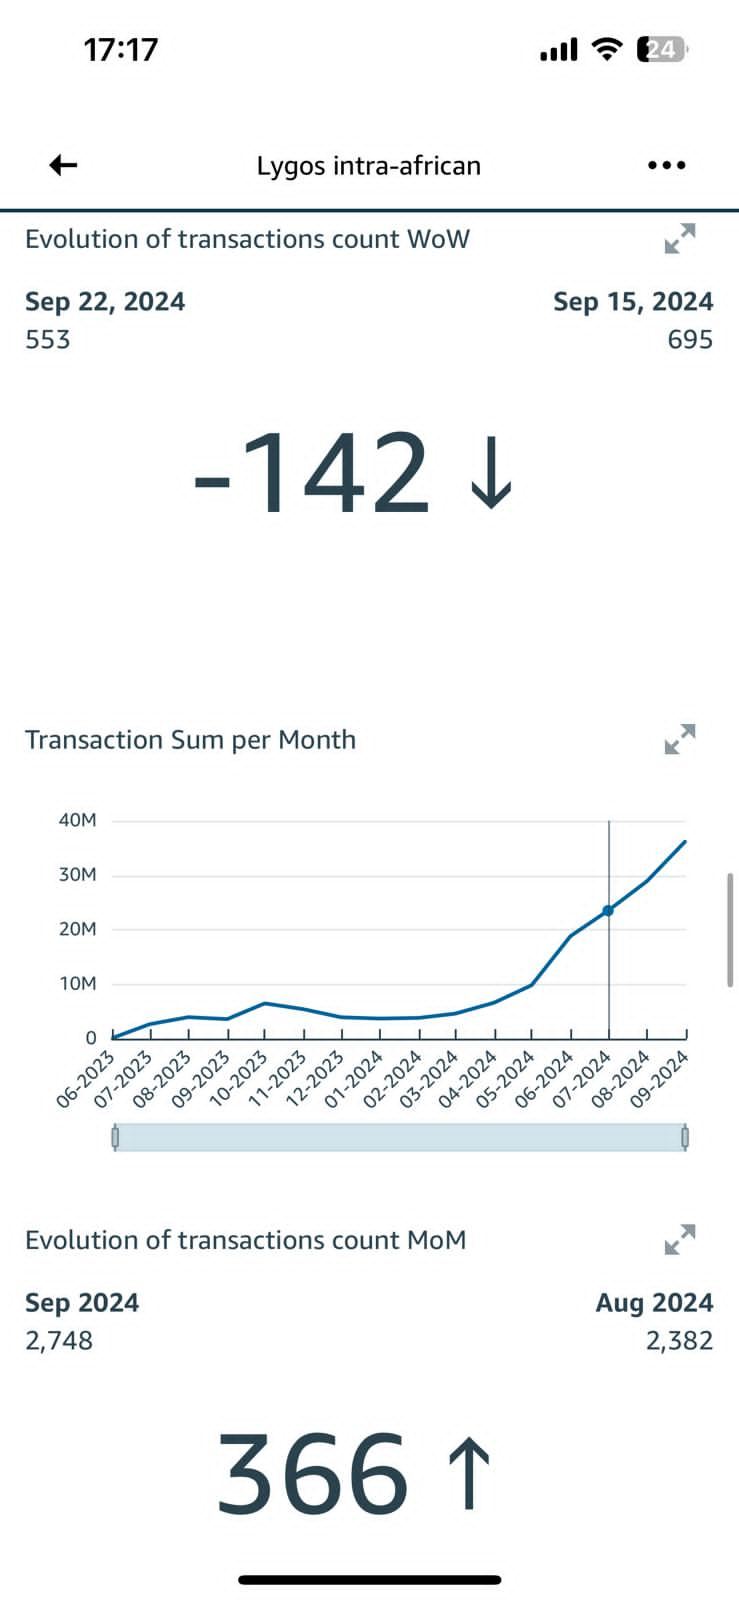 17:17
24
Lygos intra-african
Evolution of transactions count WoW
Sep 22, 2024 Sep 15, 2024
553 695
-142 ↓
Transaction Sum per Month
40M
30M
20M
10M
0
06-2023 07-2023 08-2023 09-2023 10-2023 11-2023 12-2023 01-2024 02-2024 03-2024 04-2024 05-2024 06-2024 07-2024 08-2024 09-2024
Evolution of transactions count MoM
Sep 2024 Aug 2024
2,748 2,382
366 ↑